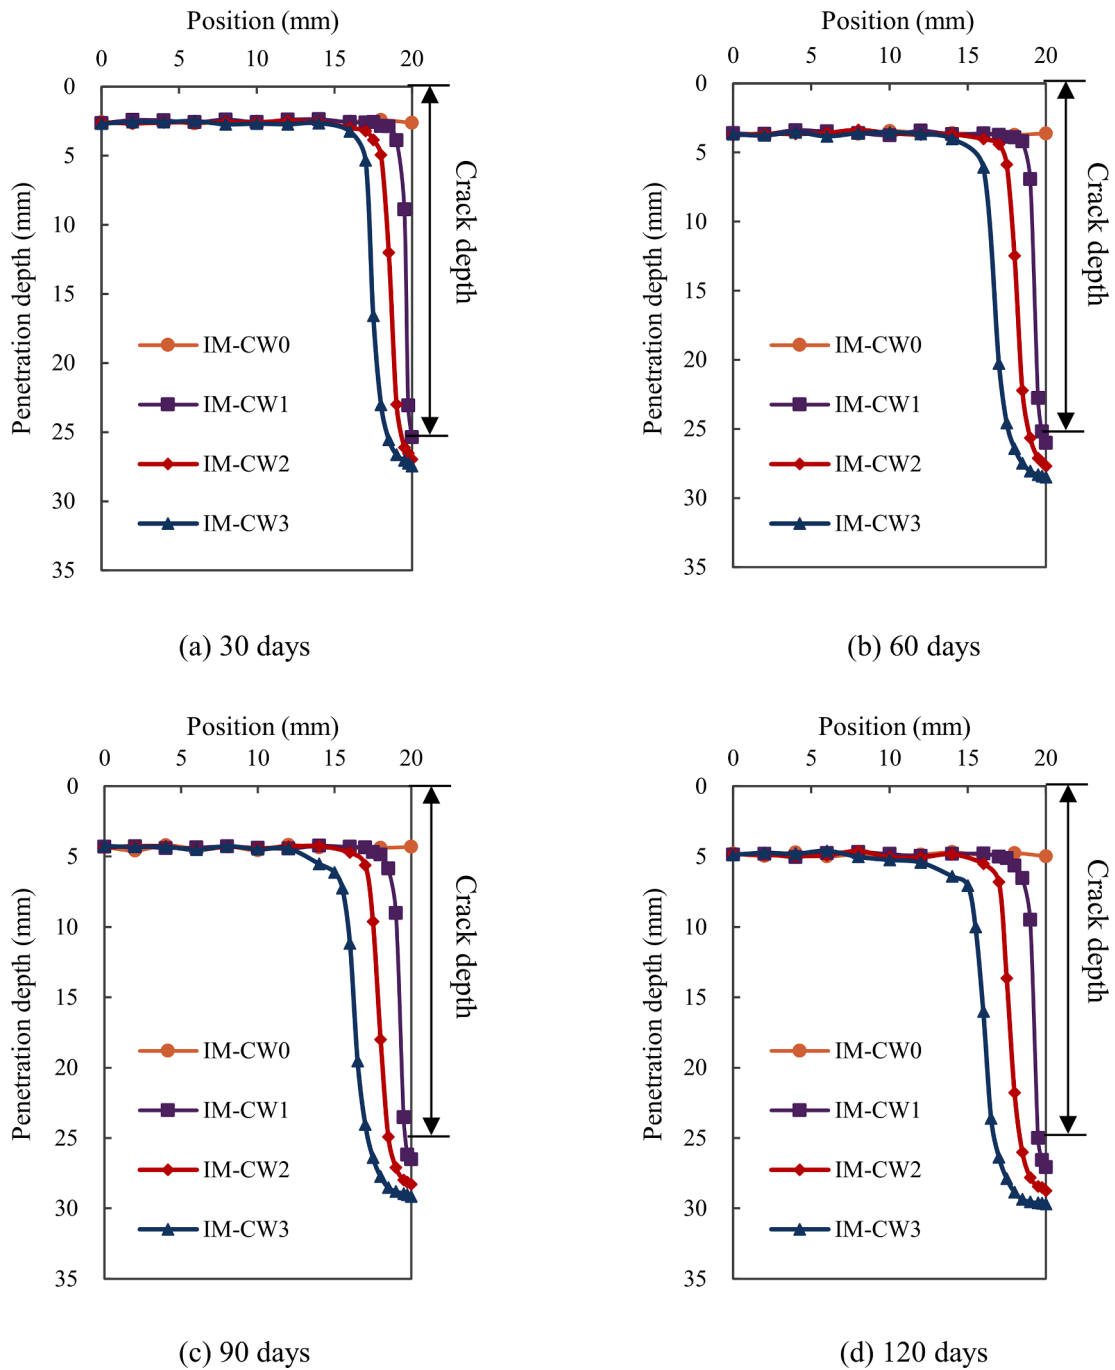 Position (mm)
0 5 10 15 20
0
5
10
15
20
25
30
35
Penetration depth (mm)
Crack depth
IM-CW0
IM-CW1
IM-CW2
IM-CW3
(a) 30 days
Position (mm)
0 5 10 15 20
0
5
10
15
20
25
30
35
Penetration depth (mm)
Crack depth
IM-CW0
IM-CW1
IM-CW2
IM-CW3
(b) 60 days
Position (mm)
0 5 10 15 20
0
5
10
15
20
25
30
35
Penetration depth (mm)
Crack depth
IM-CW0
IM-CW1
IM-CW2
IM-CW3
(c) 90 days
Position (mm)
0 5 10 15 20
0
5
10
15
20
25
30
35
Penetration depth (mm)
Crack depth
IM-CW0
IM-CW1
IM-CW2
IM-CW3
(d) 120 days